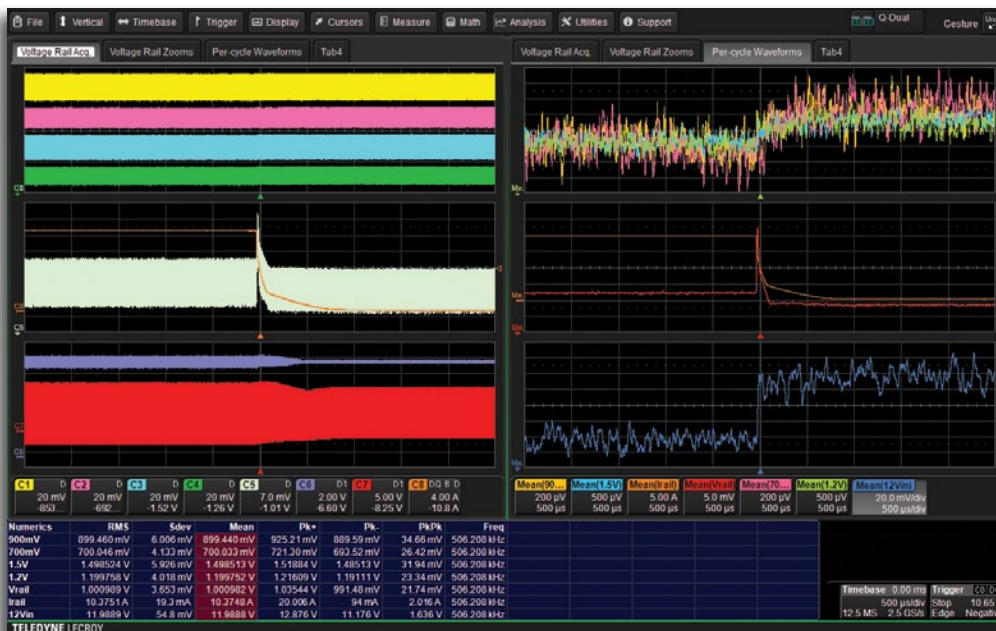 File Vertical Timebase Trigger Display Cursors Measure Math Analysis Utilities Support Q-Dual Gesture
Voltage Rail Acq. Voltage Rail Zooms Per-cycle Waveforms Tab4
Voltage Rail Acq. Voltage Rail Zooms Per-cycle Waveforms Tab4
C5
C1 D C2 D C3 D C4 D C5 D C6 D1 C7 D1 C8 DQ B D
20 mV 20 mV 20 mV 20 mV 7.0 mV 2.00 V 5.00 V 4.00 A
-853... -692... -1.52 V -1.26 V -1.01 V -6.60 V -8.25 V -10.8 A
Mean(90... Mean(1.5V) Mean(Irail) Mean(Vrail) Mean(70... Mean(1.2V) Mean(12Vin)
200 µV 500 µV 5.00 A 5.0 mV 200 µV 500 µV 20.0 mV/div
500 µs 500 µs 500 µs 500 µs 500 µs 500 µs 500 µs/div
Numerics RMS Sdev Mean Pk+ Pk- PkPk Freq
900mV 899.460 mV 6.006 mV 899.440 mV 925.21 mV 889.59 mV 34.66 mV 506.208 kHz
700mV 700.046 mV 4.133 mV 700.033 mV 721.30 mV 693.52 mV 26.42 mV 506.208 kHz
1.5V 1.498524 V 5.926 mV 1.498513 V 1.51884 V 1.48513 V 31.94 mV 506.208 kHz
1.2V 1.199758 V 4.018 mV 1.199752 V 1.21609 V 1.19111 V 23.34 mV 506.208 kHz
Vrail 1.000989 V 3.653 mV 1.000982 V 1.03544 V 991.48 mV 21.74 mV 506.208 kHz
Irail 10.3751 A 19.3 mA 10.3748 A 20.006 A 94 mA 2.016 A 506.208 kHz
12Vin 11.9889 V 54.8 mV 11.9888 V 12.876 V 11.176 V 1.636 V 506.208 kHz
Timebase 0.00 ms Trigger C8
500 µs/div Stop 10.65
12.5 MS 2.5 GS/s Edge Negativ
TELEDYNE LECROY